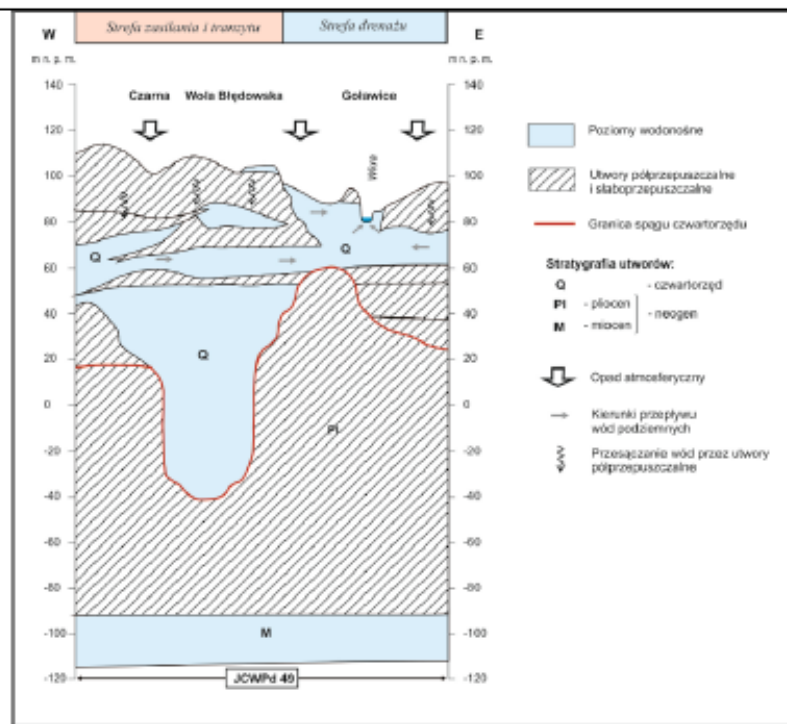 Strefa zasilania i tranzytu
Strefa drenażu
W
E
m n. p. m.
m n. p. m.
Czarna
Wola Błędowska
Goławice
Wkra
140
120
100
80
60
40
20
0
-20
-40
-60
-80
-100
-120
140
120
100
80
60
40
20
0
-20
-40
-60
-80
-100
-120
Q
Q
Q
Pl
M
JCWPd 49
Poziomy wodonośne
Utwory półprzepuszczalne
i słaboprzepuszczalne
Granica spągu czwartorzędu
Stratygrafia utworów:
Q - czwartorzęd
Pl - pliocen
M - miocen
- neogen
Opad atmosferyczny
Kierunki przepływu
wód podziemnych
Przesączanie wód przez utwory
półprzepuszczalne